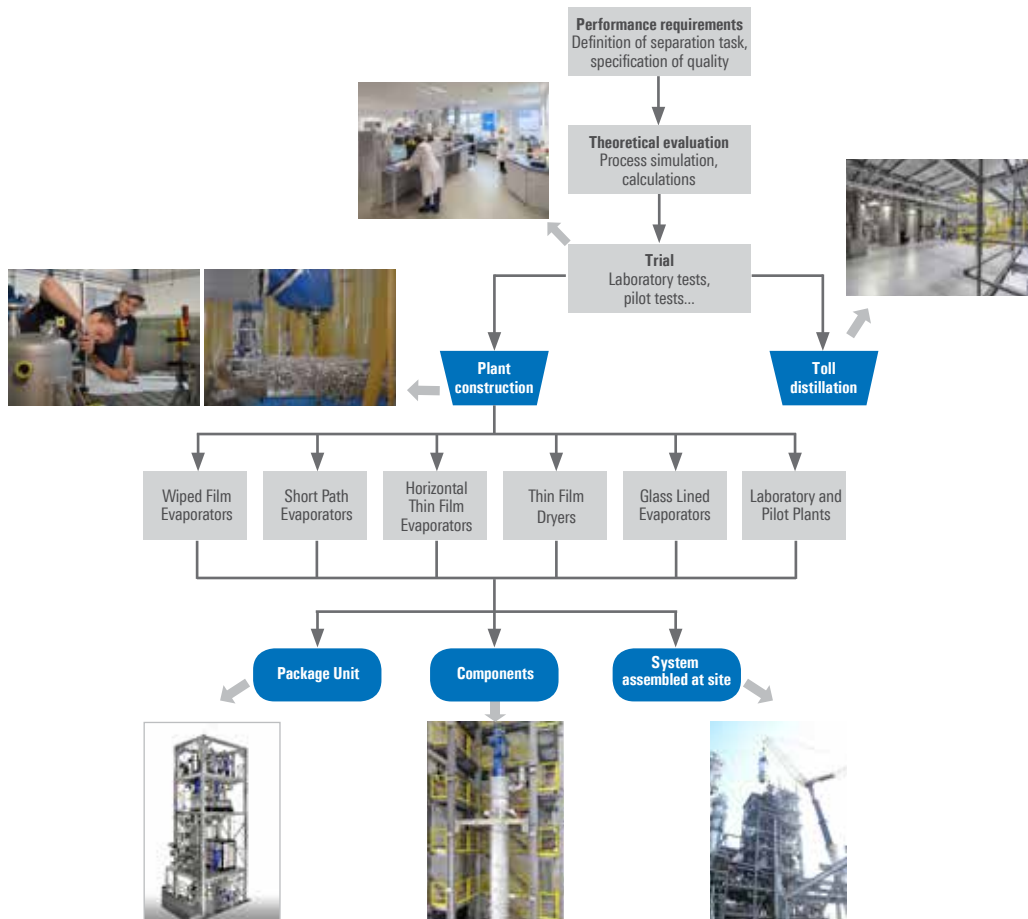 Performance requirements
Definition of separation task,
specification of quality
Theoretical evaluation
Process simulation,
calculations
Trial
Laboratory tests,
pilot tests...
Plant
construction
Toll
distillation
Wiped Film
Evaporators
Short Path
Evaporators
Horizontal
Thin Film
Evaporators
Thin Film
Dryers
Glass Lined
Evaporators
Laboratory and
Pilot Plants
Package Unit
Components
System
assembled at site